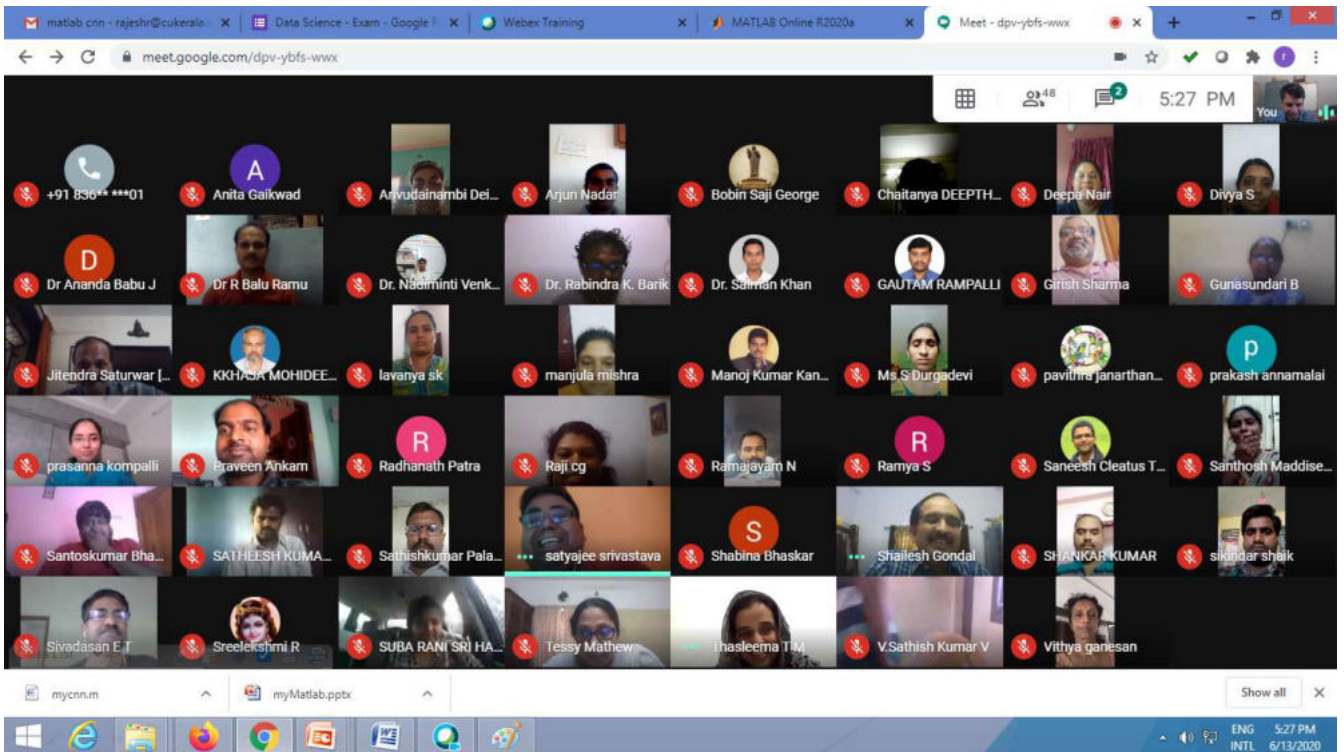 matlab cnn - rajeshr@cukerala
Data Science - Exam - Google F
Webex Training
MATLAB Online R2020a
Meet - dpv-ybfs-wwx
meet.google.com/dpv-ybfs-wwx
r
48
2
5:27 PM
You
+91 836** ***01
A
Anita Gaikwad
Arivudainambi Dei...
Arjun Nadar
Bobin Saji George
Chaitanya DEEPTH...
Deepa Nair
Divya S
D
Dr Ananda Babu J
Dr R Balu Ramu
Dr. Nadiminti Venk...
Dr. Rabindra K. Barik
Dr. Salman Khan
GAUTAM RAMPALLI
Girish Sharma
Gunasundari B
Jitendra Saturwar [...
KKHAJA MOHIDEE...
lavanya sk
manjula mishra
Manoj Kumar Kan...
Ms.S Durgadevi
pavithra janarthan...
p
prakash annamalai
prasanna kompalli
Praveen Ankam
R
Radhanath Patra
Raji cg
Ramajayam N
R
Ramya S
Saneesh Cleatus T...
Santhosh Maddise...
Santoskumar Bha...
SATHEESH KUMA...
Sathishkumar Pala...
satyajee srivastava
S
Shabina Bhaskar
Shailesh Gondal
SHANKAR KUMAR
sikindar shaik
Sivadasan E T
Sreelekshmi R
SUBA RANI SRI HA...
Tessy Mathew
Thasleema T M
V.Sathish Kumar V
Vithya ganesan
mycnn.m
myMatlab.pptx
Show all
ENG
INTL
5:27 PM
6/13/2020